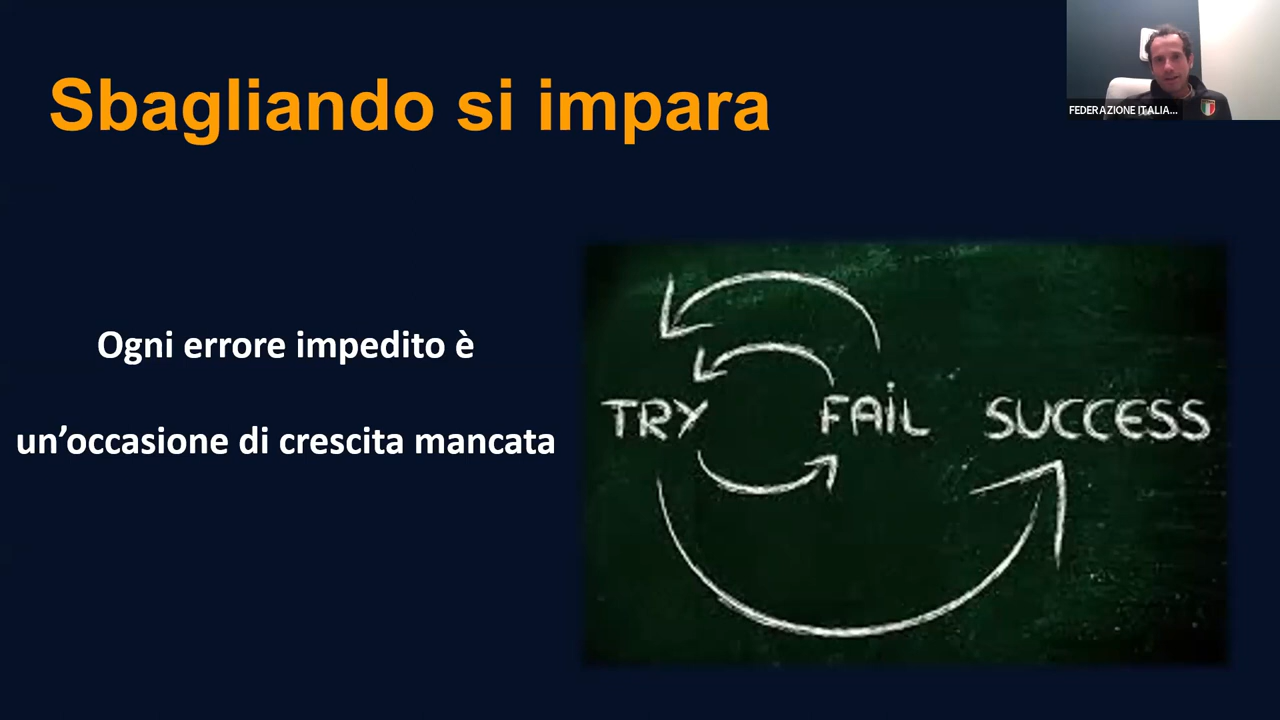 Sbagliando si impara
FEDERAZIONE ITALIA...
Ogni errore impedito è
un’occasione di crescita mancata
TRY FAiL SUCCESS